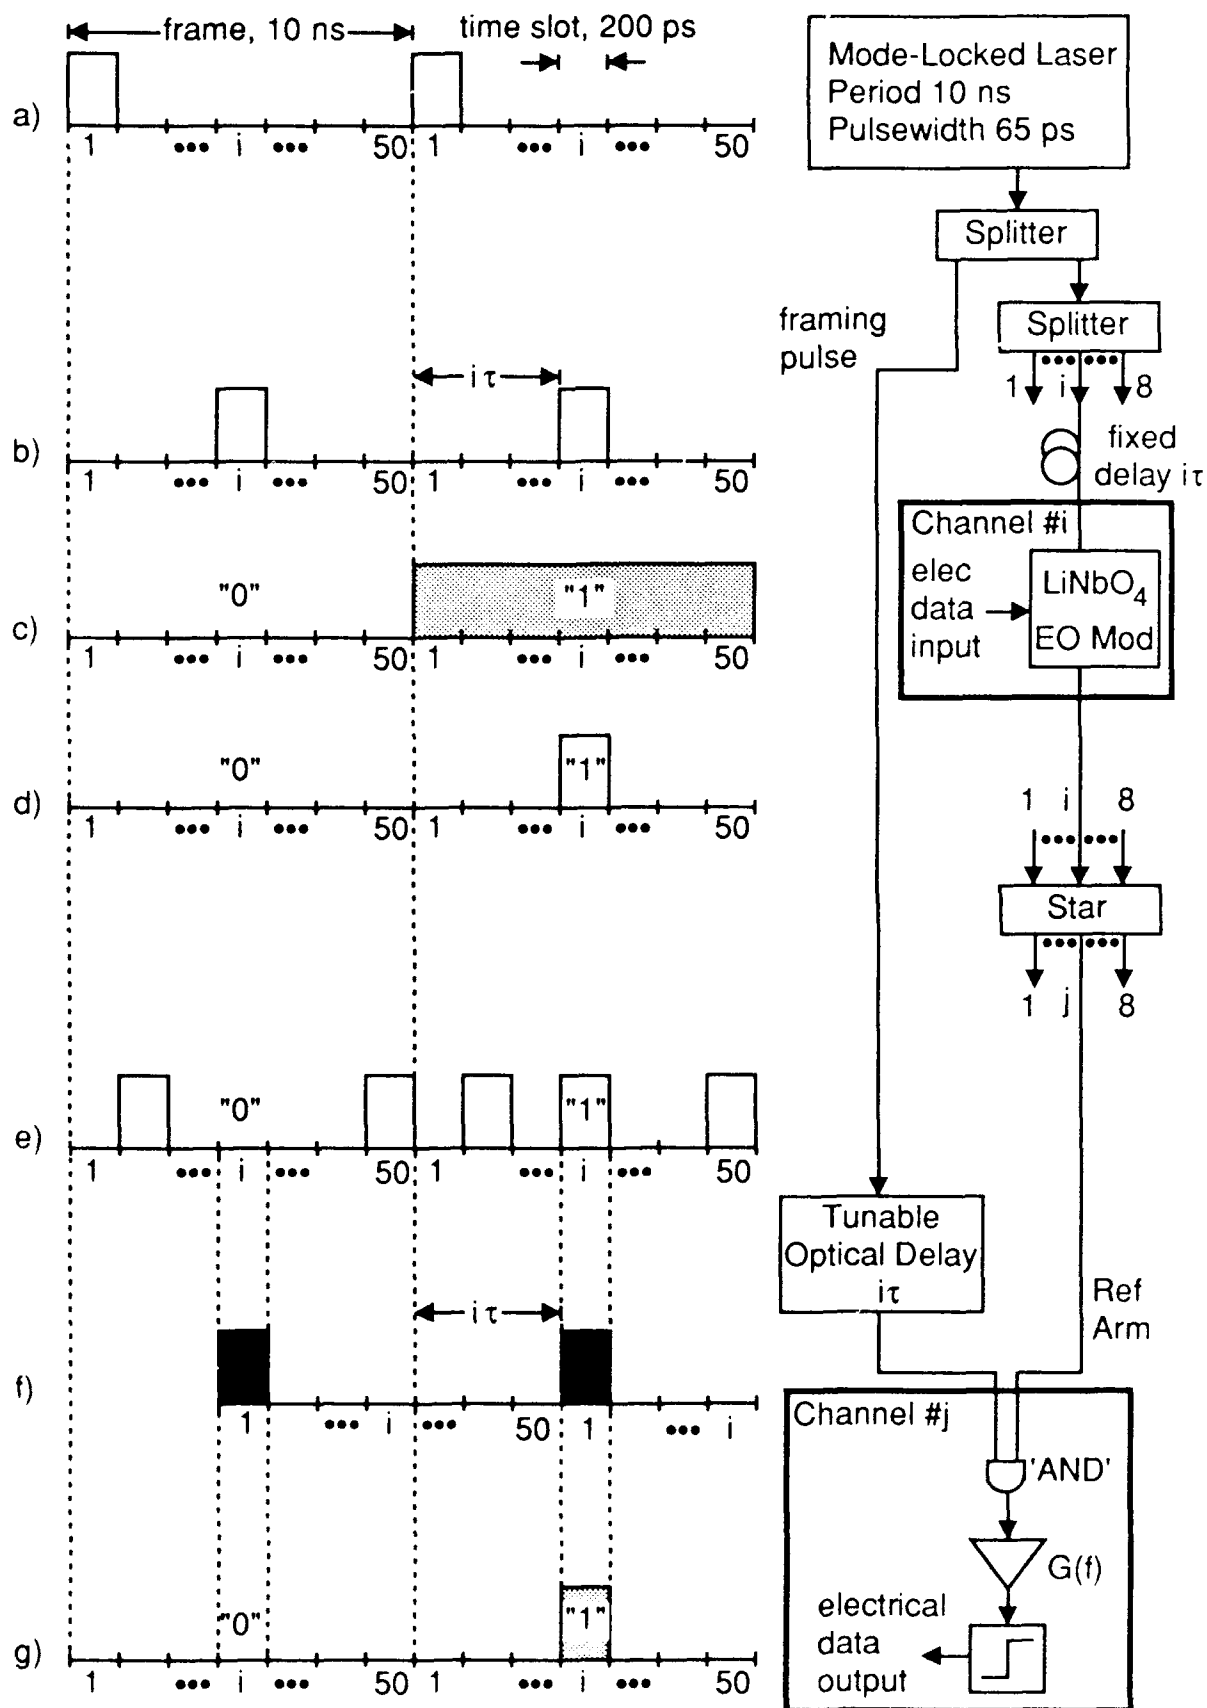 frame, 10 ns
time slot, 200 ps
a)
1 ••• i ••• 50 1 ••• i ••• 50
iτ
b)
1 ••• i ••• 50 1 ••• i ••• 50
"0" "1"
c)
1 ••• i ••• 50 1 ••• i ••• 50
"0" "1"
d)
1 ••• i ••• 50 1 ••• i ••• 50
"0" "1"
e)
1 ••• i ••• 50 1 ••• i ••• 50
iτ
f)
1 ••• i ••• 50 1 ••• i
"0" "1"
g)
1 ••• i ••• 50 1 ••• i ••• 50
Mode-Locked Laser
Period 10 ns
Pulsewidth 65 ps
Splitter
framing
pulse
Splitter
1 i 8
fixed
delay iτ
Channel #i
elec
data
input
LiNbO4
EO Mod
1 i 8
Star
1 j 8
Tunable
Optical Delay
iτ
Ref
Arm
Channel #j
'AND'
G(f)
electrical
data
output